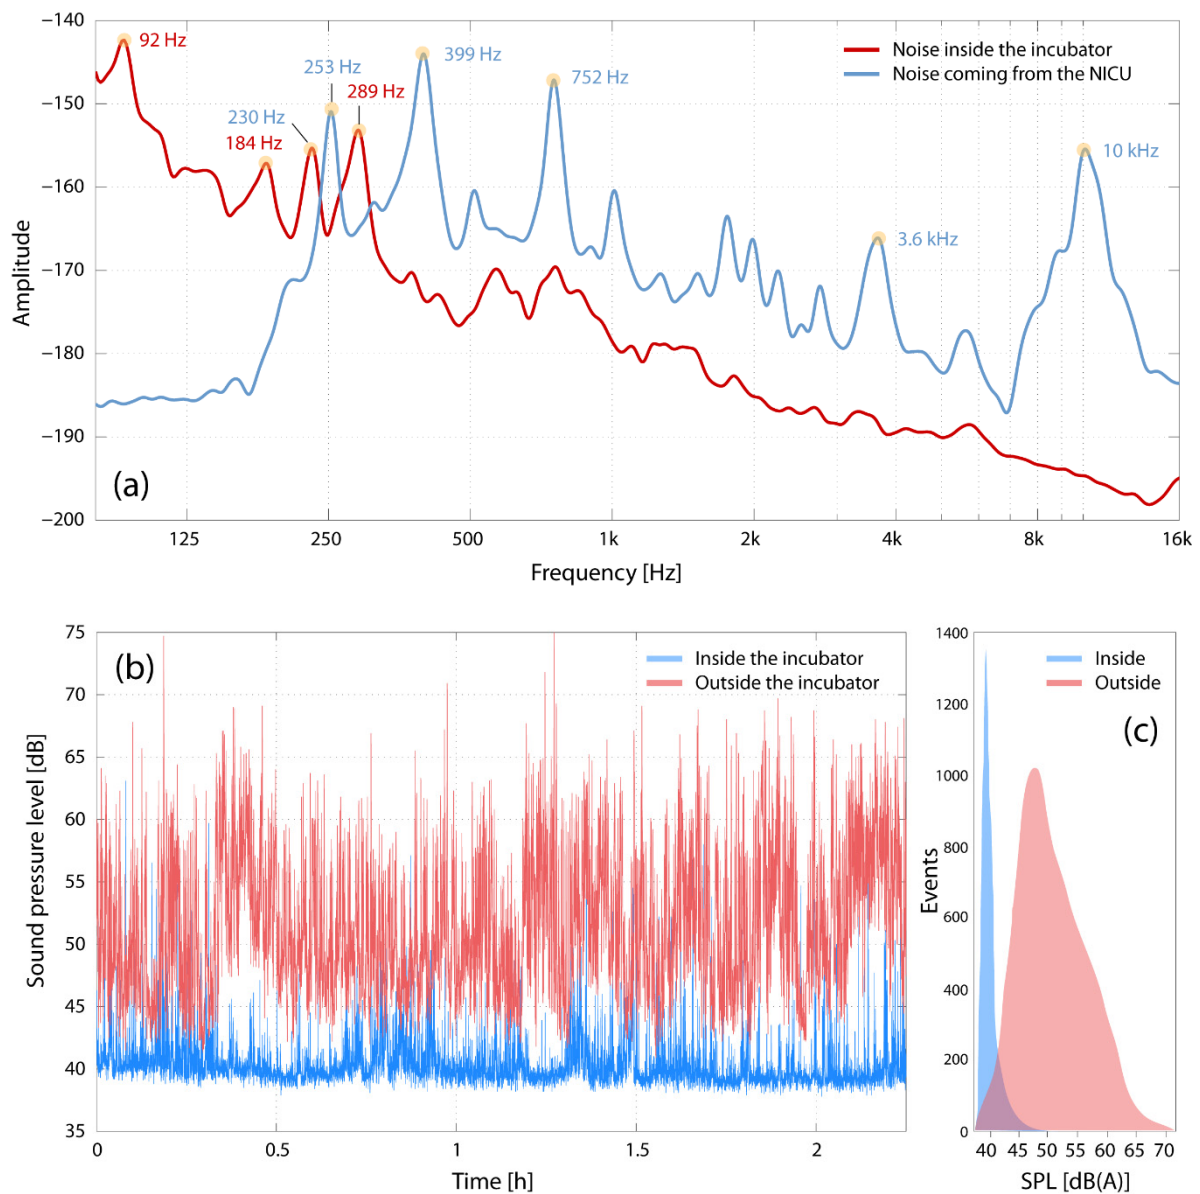 −140
−150
−160
−170
−180
−190
−200
Amplitude
92 Hz
253 Hz
399 Hz
752 Hz
289 Hz
230 Hz
184 Hz
3.6 kHz
10 kHz
Noise inside the incubator
Noise coming from the NICU
(a)
125 250 500 1k 2k 4k 8k 16k
Frequency [Hz]
75
70
65
60
55
50
45
40
35
Sound pressure level [dB]
(b)
Inside the incubator
Outside the incubator
0 0.5 1 1.5 2
Time [h]
1400
1200
1000
800
600
400
200
0
Events
Inside
Outside
(c)
40 45 50 55 60 65 70
SPL [dB(A)]